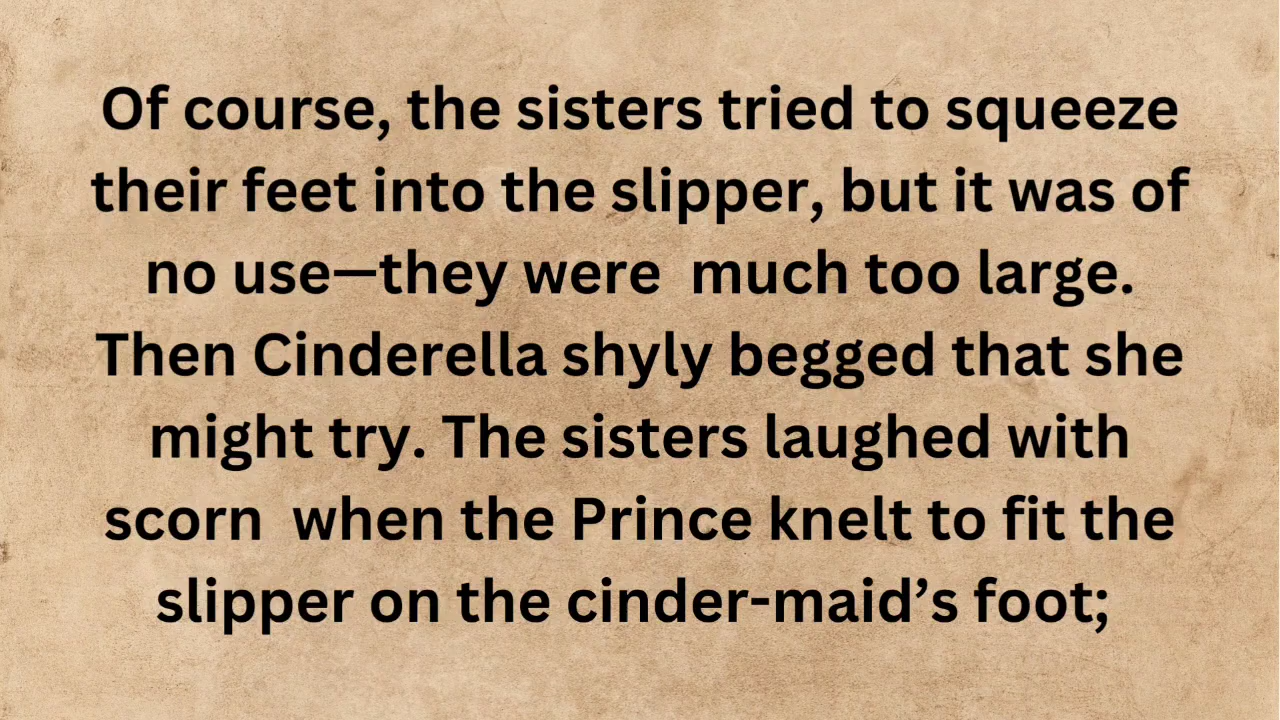 Of course, the sisters tried to squeeze
their feet into the slipper, but it was of
no use—they were  much too large.
Then Cinderella shyly begged that she
might try. The sisters laughed with
scorn  when the Prince knelt to fit the
slipper on the cinder-maid’s foot;